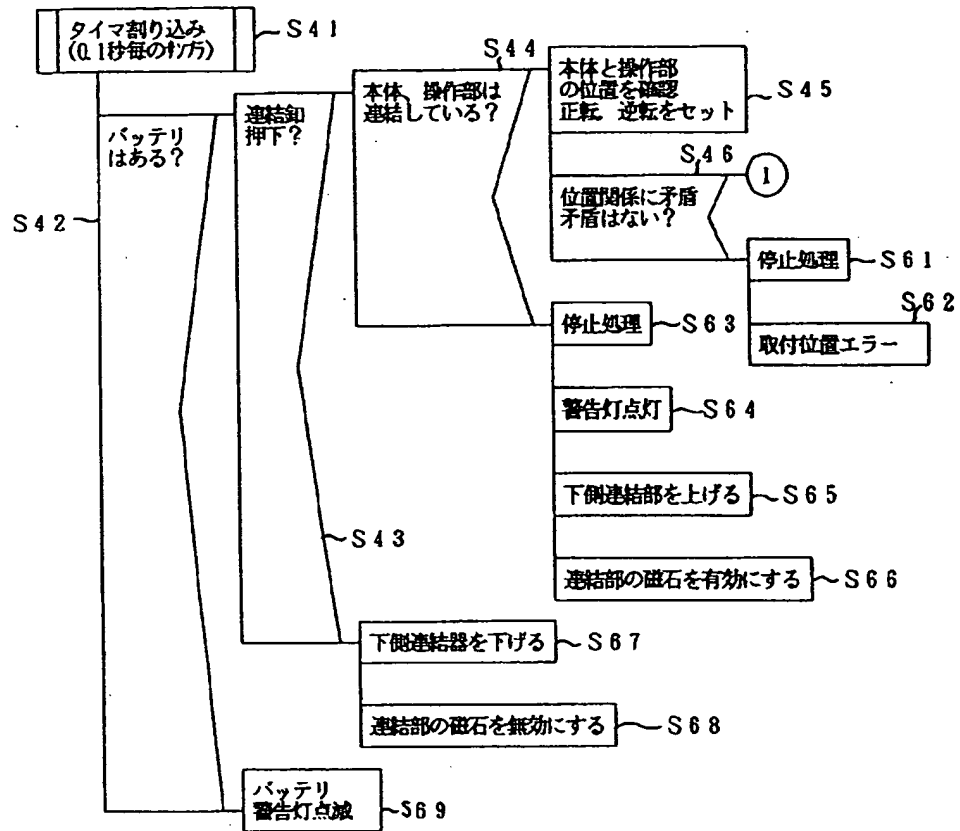 タイマ割り込み
(0.1秒毎のｻﾝﾌﾟﾗ)
S41
バッテリ
はある?
S42
連結釦
押下?
S43
本体、操作部は
連結している?
S44
本体と操作部
の位置を確認
正転、逆転をセット
S45
S46
位置関係に矛盾
矛盾はない?
1
停止処理
S61
S62
取付位置エラー
停止処理
S63
警告灯点灯
S64
下側連結部を上げる
S65
連結部の磁石を有効にする
S66
下側連結器を下げる
S67
連結部の磁石を無効にする
S68
バッテリ
警告灯点滅
S69